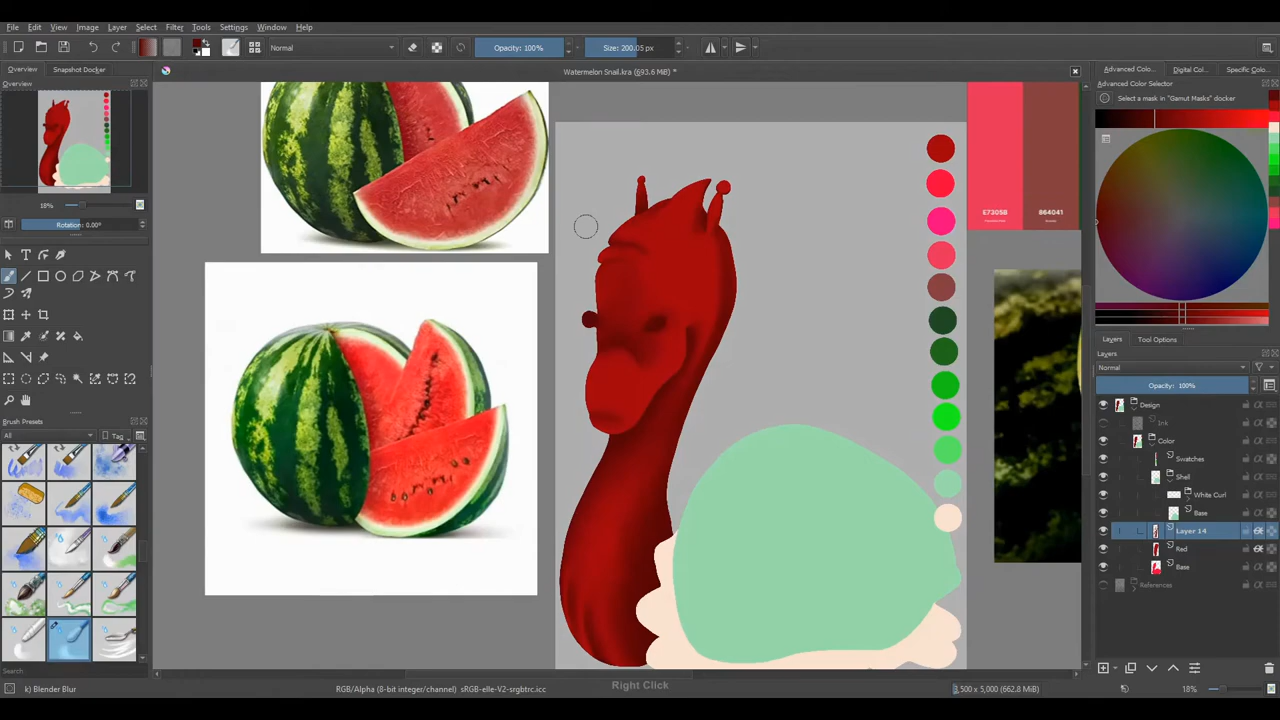 File Edit View Image Layer Select Filter Tools Settings Window Help
Normal
Opacity: 100%
Size: 200.05 px
Overview Snapshot Docker
Watermelon Snail.kra (693.6 MiB) *
Advanced Colo... Digital Col... Specific Colo...
Overview
Advanced Color Selector
Select a mask in "Gamut Masks" docker
18%
Rotation: 0.00°
E7305B
864041
Layers Tool Options
Layers
Normal
Opacity: 100%
Design
Ink
Color
Swatches
Shell
White Curl
Base
Layer 14
Red
Base
References
Brush Presets
All
Tag
Search
k) Blender Blur
RGB/Alpha (8-bit integer/channel) sRGB-elle-V2-srgbtrc.icc
Right Click
3,500 x 5,000 (662.8 MiB)
18%